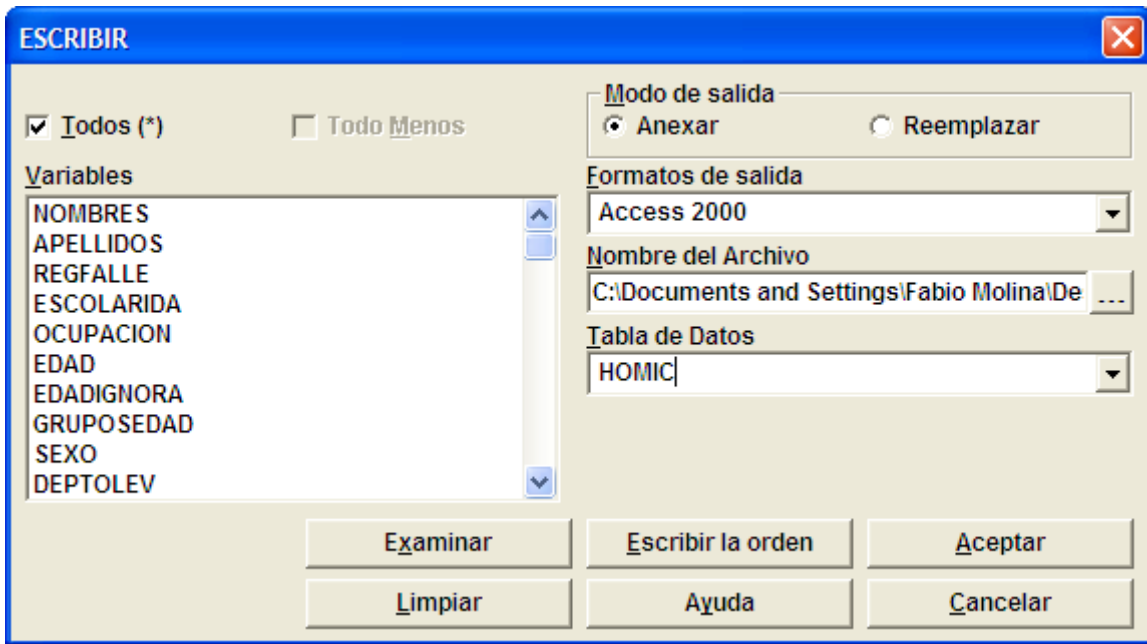 ESCRIBIR
Todos (*)
Todo Menos
Modo de salida
Anexar
Reemplazar
Variables
NOMBRES
APELLIDOS
REGFALLE
ESCOLARIDA
OCUPACION
EDAD
EDADIGNORA
GRUPOSEDAD
SEXO
DEPTOLEV
Formatos de salida
Access 2000
Nombre del Archivo
C:\Documents and Settings\Fabio Molina\De
...
Tabla de Datos
HOMIC
Examinar
Escribir la orden
Aceptar
Limpiar
Ayuda
Cancelar